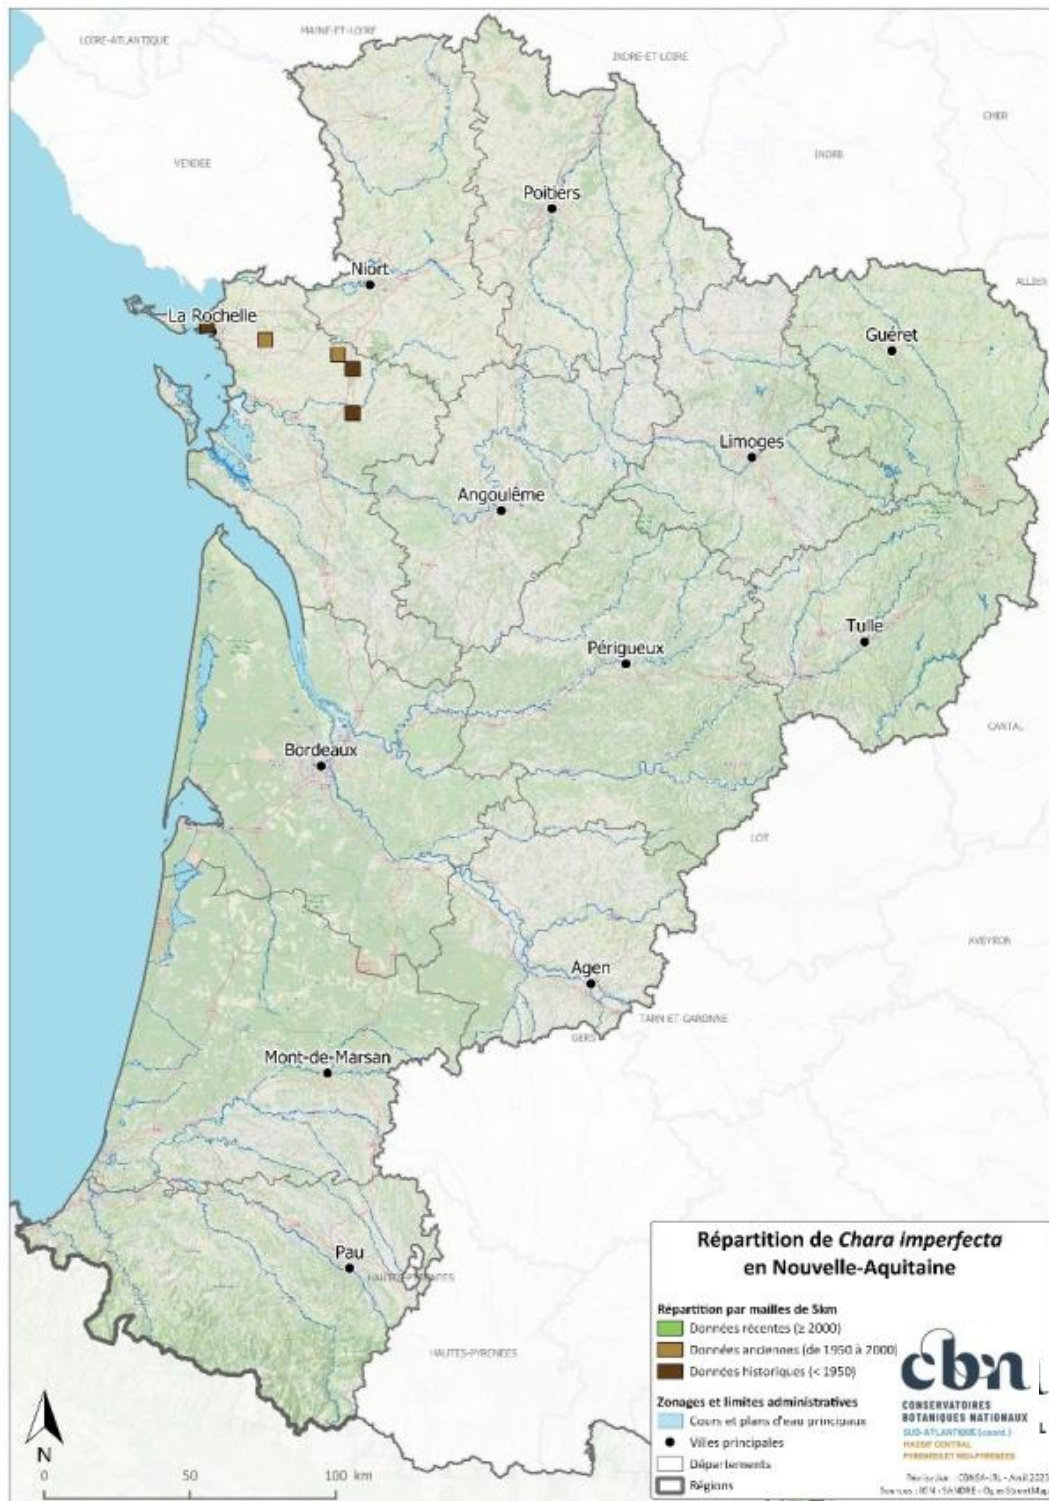 LOIRE-ATLANTIQUE
MAINE-ET-LOIRE
INDRE-ET-LOIRE
CHER
VENDEE
INDRE
Poitiers
Niort
ALLIER
La Rochelle
Guéret
Limoges
Angoulême
Tulle
Périgueux
CANTAL
Bordeaux
LOT
AVEYRON
Agen
TARN-ET-GARONNE
GERS
Mont-de-Marsan
Pau
HAUTES-PYRENEES
HAUTES-PYRENEES
Répartition de Chara imperfecta
en Nouvelle-Aquitaine
Répartition par mailles de 5km
Données récentes (≥ 2000)
Données anciennes (de 1950 à 2000)
Données historiques (< 1950)
Zonages et limites administratives
Cours et plans d'eau principaux
Villes principales
Départements
Régions
cbn
CONSERVATOIRES
BOTANIQUES NATIONAUX
SUD-ATLANTIQUE (coord.)
MASSIF CENTRAL
PYRENEES ET MIDI-PYRENEES
L
N
0 50 100 km